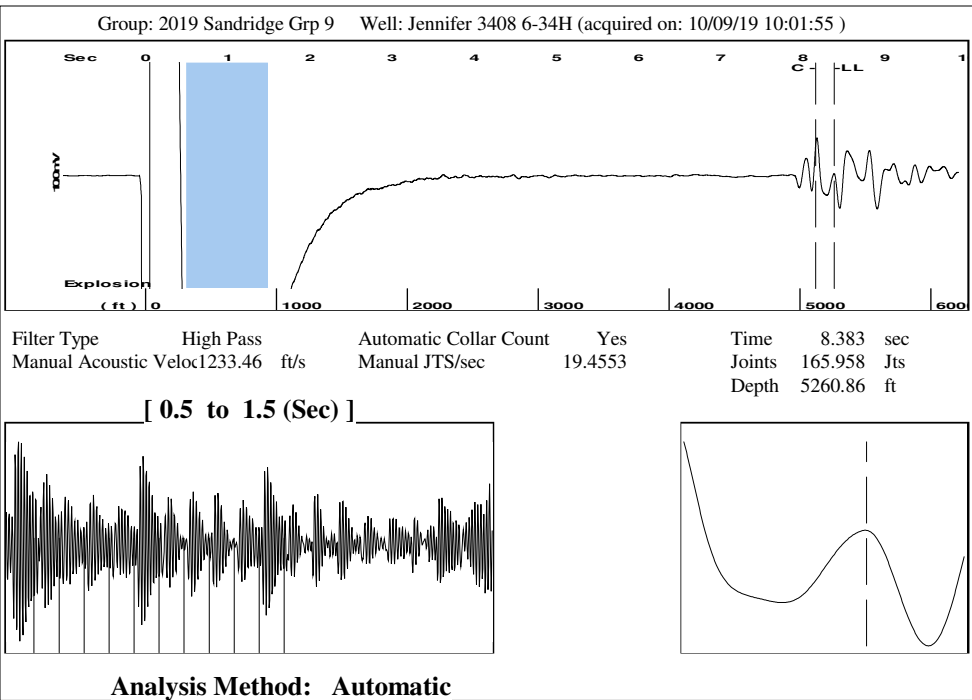 Group: 2019 Sandridge Grp 9 Well: Jennifer 3408 6-34H (acquired on: 10/09/19 10:01:55 )
Sec 0 1 2 3 4 5 6 7 8 9 1
C LL
100mV
Explosion
( ft ) 0 1000 2000 3000 4000 5000 600
Filter Type High Pass Automatic Collar Count Yes Time 8.383 sec
Manual Acoustic Veloc1233.46 ft/s Manual JTS/sec 19.4553 Joints 165.958 Jts
Depth 5260.86 ft
[ 0.5 to 1.5 (Sec) ]
Analysis Method: Automatic